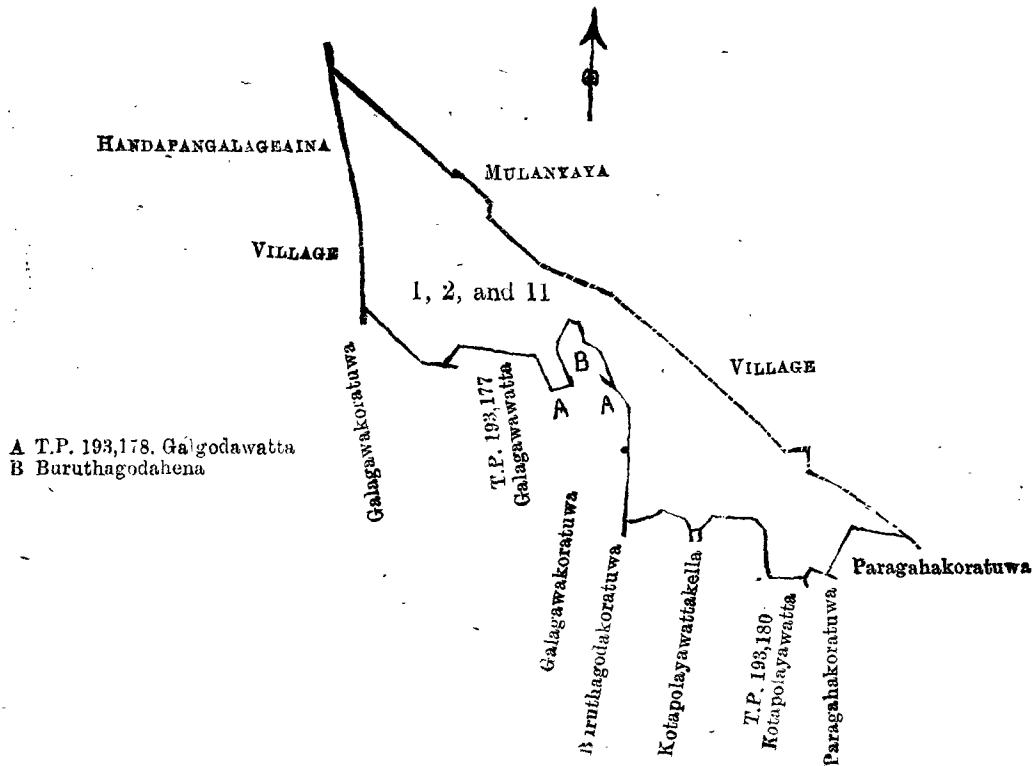 HANDAPANGALAGEAINA
MULANYAYA
VILLAGE
1, 2, and 11
VILLAGE
B
A
A
A T.P. 193,178. Galgodawatta
B Buruthagodahena
Galagawakoratuwa
T.P. 193,177
Galagawawatta
Galagawakoratuwa
Buruthagodakoratuwa
Kotapolayawattakella
T.P. 193,180
Kotapolayawatta
Paragahakoratuwa
Paragahakoratuwa